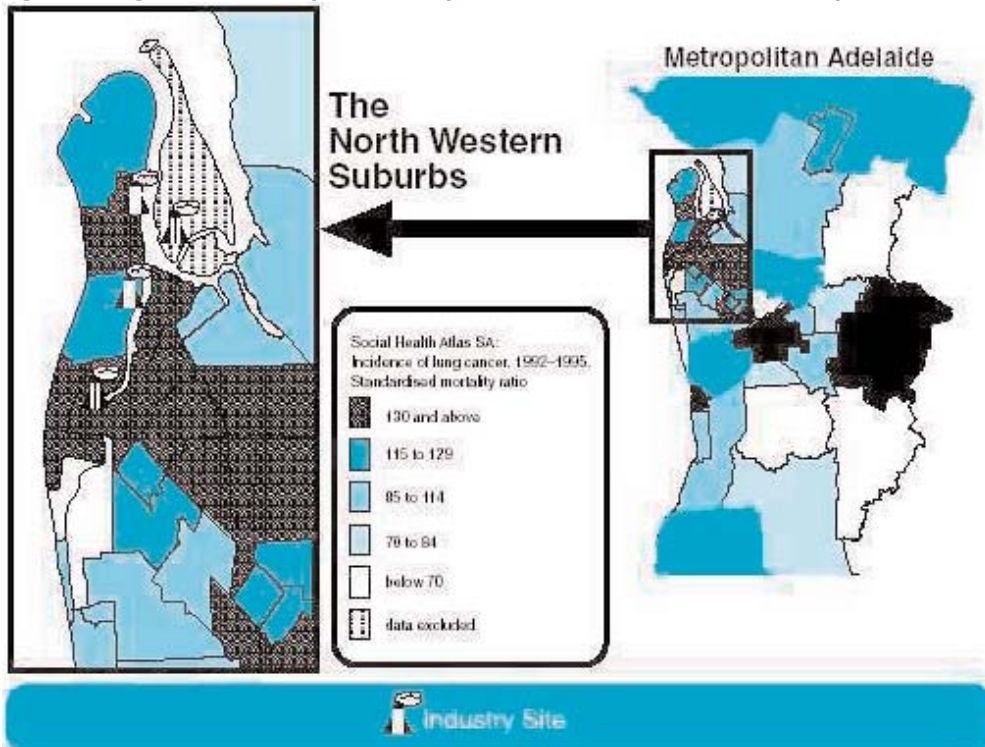 Metropolitan Adelaide
The
North Western
Suburbs
Social Health Atlas SA:
Incidence of lung cancer, 1992–1995.
Standardised mortality ratio
130 and above
115 to 129
85 to 114
70 to 84
below 70
data excluded
Industry Site